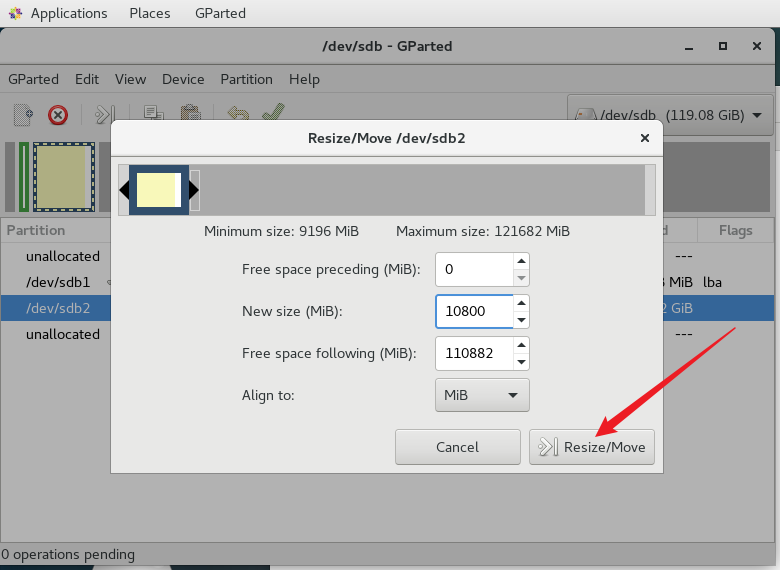 Applications Places GParted
/dev/sdb - GParted
GParted Edit View Device Partition Help
/dev/sdb (119.08 GiB)
Resize/Move /dev/sdb2
Minimum size: 9196 MiB Maximum size: 121682 MiB
Partition
Flags
unallocated
---
/dev/sdb1
MiB lba
/dev/sdb2
GiB
unallocated
---
Free space preceding (MiB): 0
New size (MiB): 10800
Free space following (MiB): 110882
Align to: MiB
Cancel Resize/Move
0 operations pending